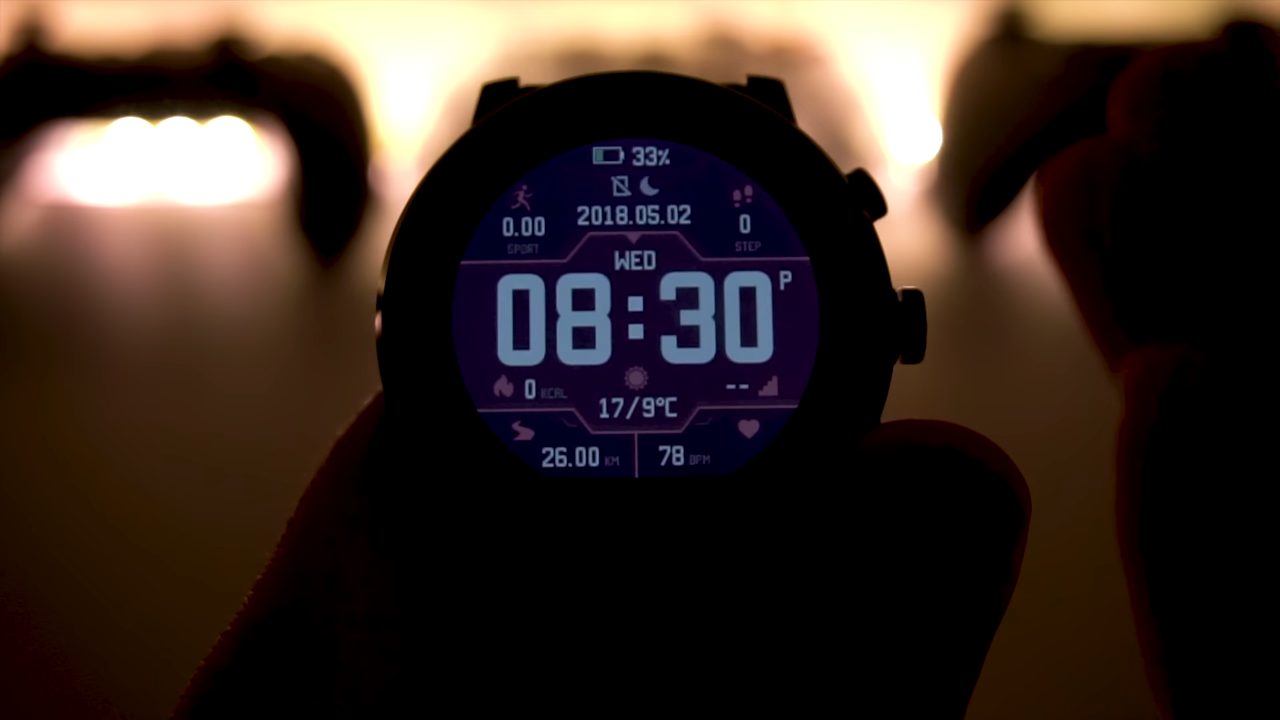 33%
2018.05.02
0.00
SPORT
0
STEP
WED
08:30 P
0 KCAL
--
17/9°C
26.00 KM
78 BPM